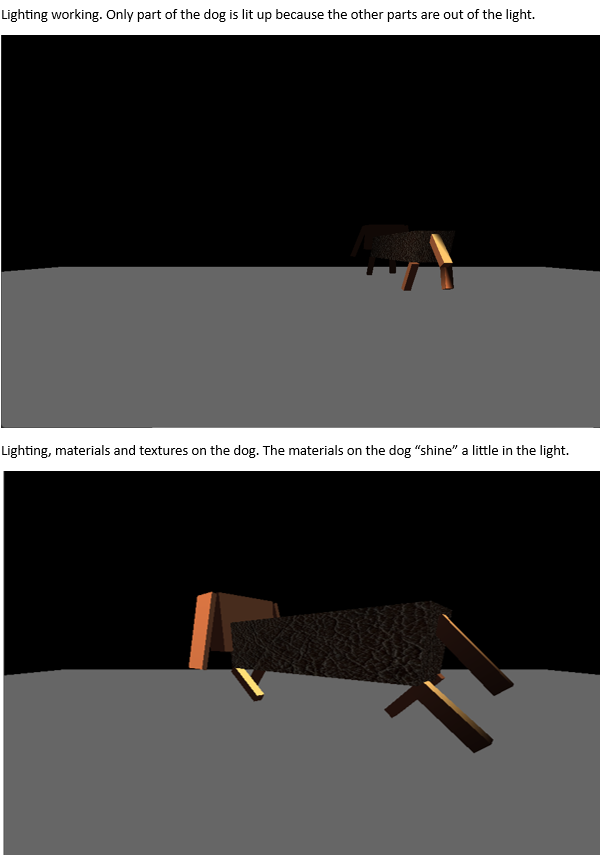 Lighting working. Only part of the dog is lit up because the other parts are out of the light.
Lighting, materials and textures on the dog. The materials on the dog “shine” a little in the light.